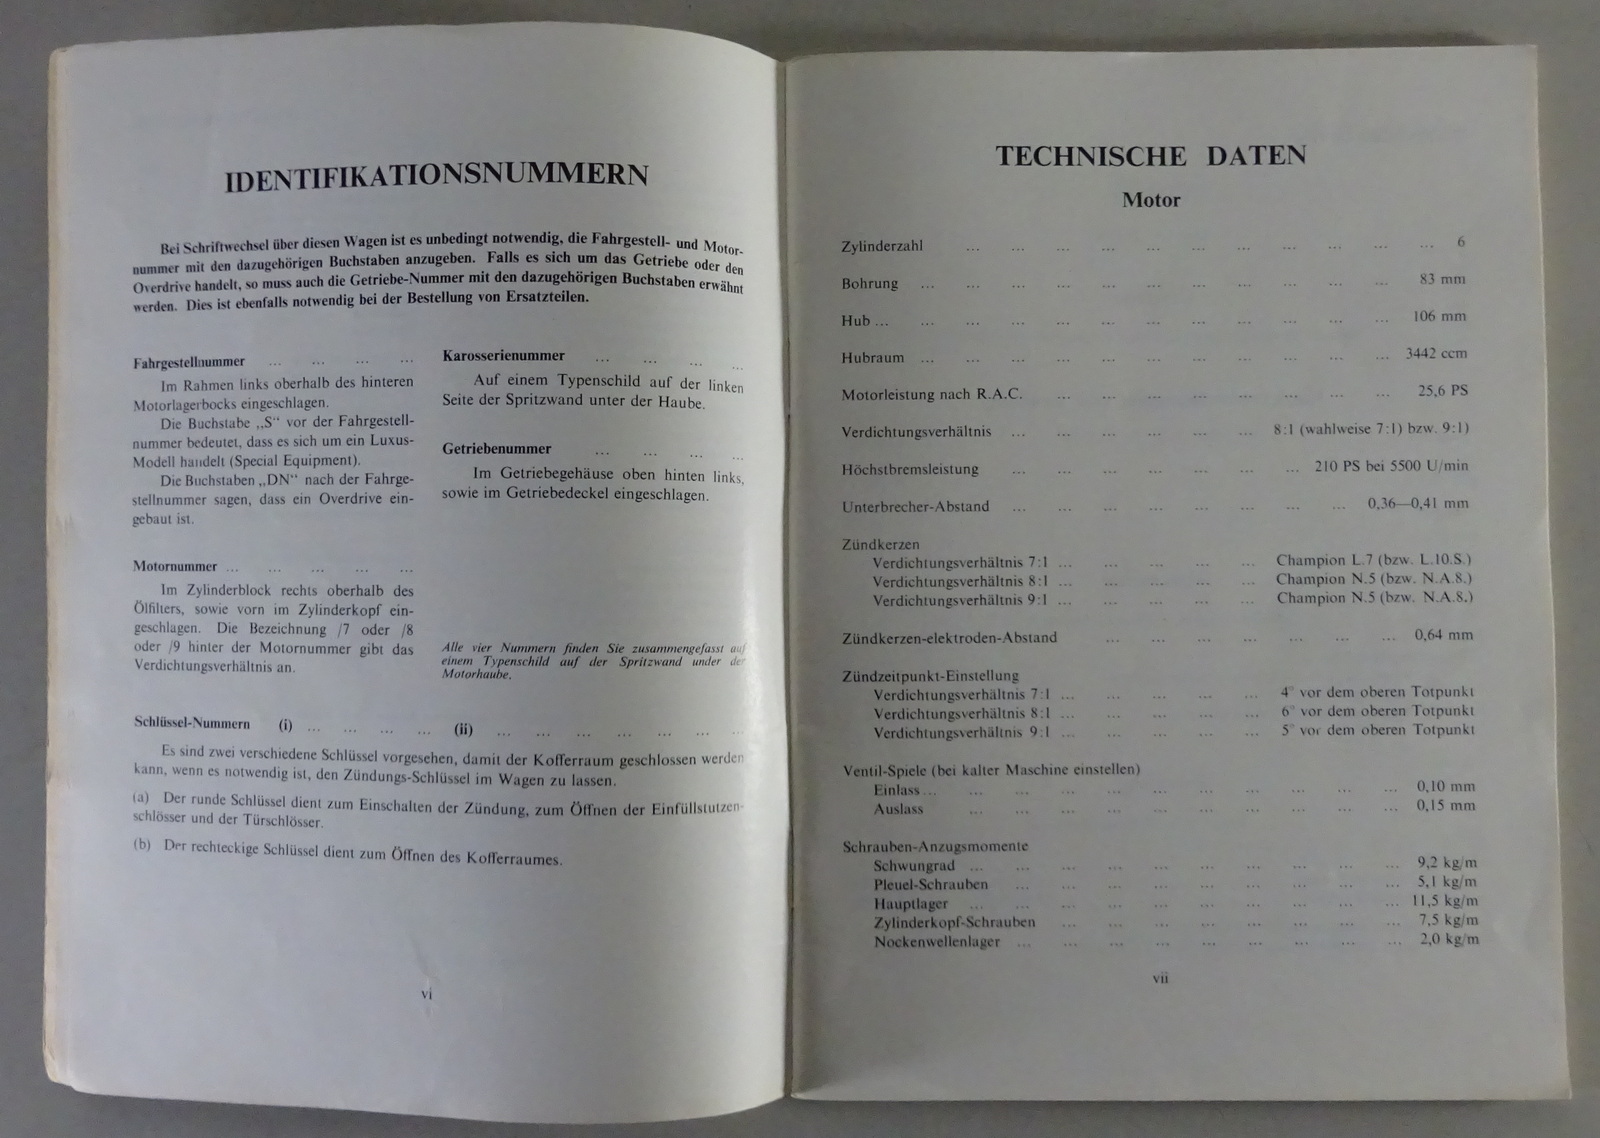 IDENTIFIKATIONSNUMMERN
Bei Schriftwechsel über diesen Wagen ist es unbedingt notwendig, die Fahrgestell- und Motor-
nummer mit den dazugehörigen Buchstaben anzugeben. Falls es sich um das Getriebe oder den
Overdrive handelt, so muss auch die Getriebe-Nummer mit den dazugehörigen Buchstaben erwähnt
werden. Dies ist ebenfalls notwendig bei der Bestellung von Ersatzteilen.
Fahrgestellnummer ... ... ... ...
Im Rahmen links oberhalb des hinteren
Motorlagerbocks eingeschlagen.
Die Buchstabe „S“ vor der Fahrgestell-
nummer bedeutet, dass es sich um ein Luxus-
Modell handelt (Special Equipment).
Die Buchstaben „DN“ nach der Fahrge-
stellnummer sagen, dass ein Overdrive ein-
gebaut ist.
Motornummer ... ... ... ... ...
Im Zylinderblock rechts oberhalb des
Ölfilters, sowie vorn im Zylinderkopf ein-
geschlagen. Die Bezeichnung /7 oder /8
oder /9 hinter der Motornummer gibt das
Verdichtungsverhältnis an.
Karosserienummer ... ... ... ...
Auf einem Typenschild auf der linken
Seite der Spritzwand unter der Haube.
Getriebenummer ... ... ... ...
Im Getriebegehäuse oben hinten links,
sowie im Getriebedeckel eingeschlagen.
Alle vier Nummern finden Sie zusammengefasst auf
einem Typenschild auf der Spritzwand under der
Motorhaube.
Schlüssel-Nummern (i) ... ... ... ... (ii) ... ... ... ... ... ... ...
Es sind zwei verschiedene Schlüssel vorgesehen, damit der Kofferraum geschlossen werden
kann, wenn es notwendig ist, den Zündungs-Schlüssel im Wagen zu lassen.
(a) Der runde Schlüssel dient zum Einschalten der Zündung, zum Öffnen der Einfüllstutzen-
schlösser und der Türschlösser.
(b) Der rechteckige Schlüssel dient zum Öffnen des Kofferraumes.
vi
TECHNISCHE DATEN
Motor
Zylinderzahl ... ... ... ... ... ... ... ... ... ... ... 6
Bohrung ... ... ... ... ... ... ... ... ... ... ... 83 mm
Hub ... ... ... ... ... ... ... ... ... ... ... ... 106 mm
Hubraum ... ... ... ... ... ... ... ... ... ... ... 3442 ccm
Motorleistung nach R.A.C. ... ... ... ... ... ... ... ... 25,6 PS
Verdichtungsverhältnis ... ... ... ... ... ... 8:1 (wahlweise 7:1) bzw. 9:1)
Höchstbremsleistung ... ... ... ... ... ... ... 210 PS bei 5500 U/min
Unterbrecher-Abstand ... ... ... ... ... ... ... ... 0,36—0,41 mm
Zündkerzen
Verdichtungsverhältnis 7:1 ... ... ... ... ... Champion L.7 (bzw. L.10.S.)
Verdichtungsverhältnis 8:1 ... ... ... ... ... Champion N.5 (bzw. N.A.8.)
Verdichtungsverhältnis 9:1 ... ... ... ... ... Champion N.5 (bzw. N.A.8.)
Zündkerzen-elektroden-Abstand ... ... ... ... ... ... ... ... 0,64 mm
Zündzeitpunkt-Einstellung
Verdichtungsverhältnis 7:1 ... ... ... ... ... 4° vor dem oberen Totpunkt
Verdichtungsverhältnis 8:1 ... ... ... ... ... 6° vor dem oberen Totpunkt
Verdichtungsverhältnis 9:1 ... ... ... ... ... 5° vor dem oberen Totpunkt
Ventil-Spiele (bei kalter Maschine einstellen)
Einlass ... ... ... ... ... ... ... ... ... ... ... 0,10 mm
Auslass ... ... ... ... ... ... ... ... ... ... 0,15 mm
Schrauben-Anzugsmomente
Schwungrad ... ... ... ... ... ... ... ... ... ... 9,2 kg/m
Pleuel-Schrauben ... ... ... ... ... ... ... ... ... 5,1 kg/m
Hauptlager ... ... ... ... ... ... ... ... ... ... 11,5 kg/m
Zylinderkopf-Schrauben ... ... ... ... ... ... ... ... 7,5 kg/m
Nockenwellenlager ... ... ... ... ... ... ... ... ... 2,0 kg/m
vii